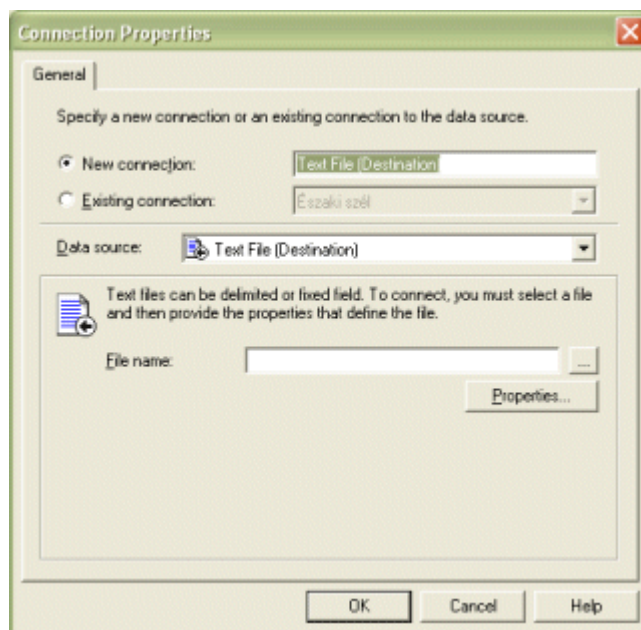 Connection Properties
General
Specify a new connection or an existing connection to the data source.
New connection: Text File (Destination)
Existing connection: Északi szél
Data source: Text File (Destination)
Text files can be delimited or fixed field. To connect, you must select a file
and then provide the properties that define the file.
File name: ...
Properties...
OK Cancel Help